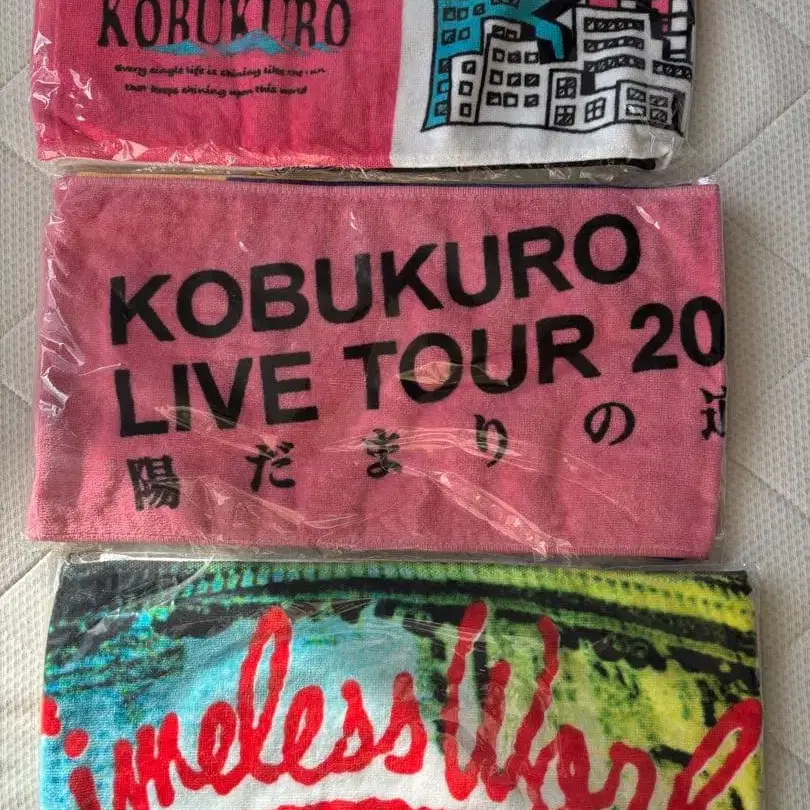 KOBUKURO
Every single life is shining like the sun
that keeps shining upon this world
KOBUKURO
LIVE TOUR 20
陽だまりの
imeless Worl